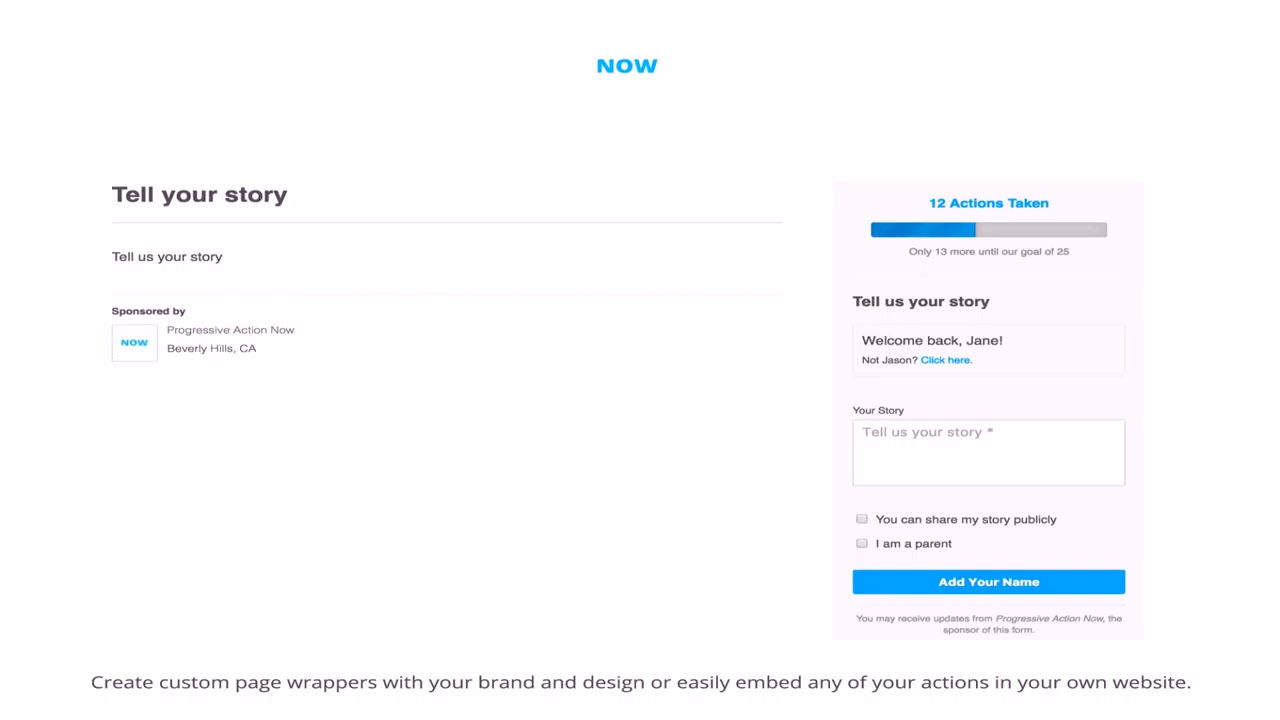 NOW
Tell your story
Tell us your story
Sponsored by
NOW
Progressive Action Now
Beverly Hills, CA
12 Actions Taken
Only 13 more until our goal of 25
Tell us your story
Welcome back, Jane!
Not Jason? Click here.
Your Story
Tell us your story *
You can share my story publicly
I am a parent
Add Your Name
You may receive updates from Progressive Action Now, the
sponsor of this form.
Create custom page wrappers with your brand and design or easily embed any of your actions in your own website.